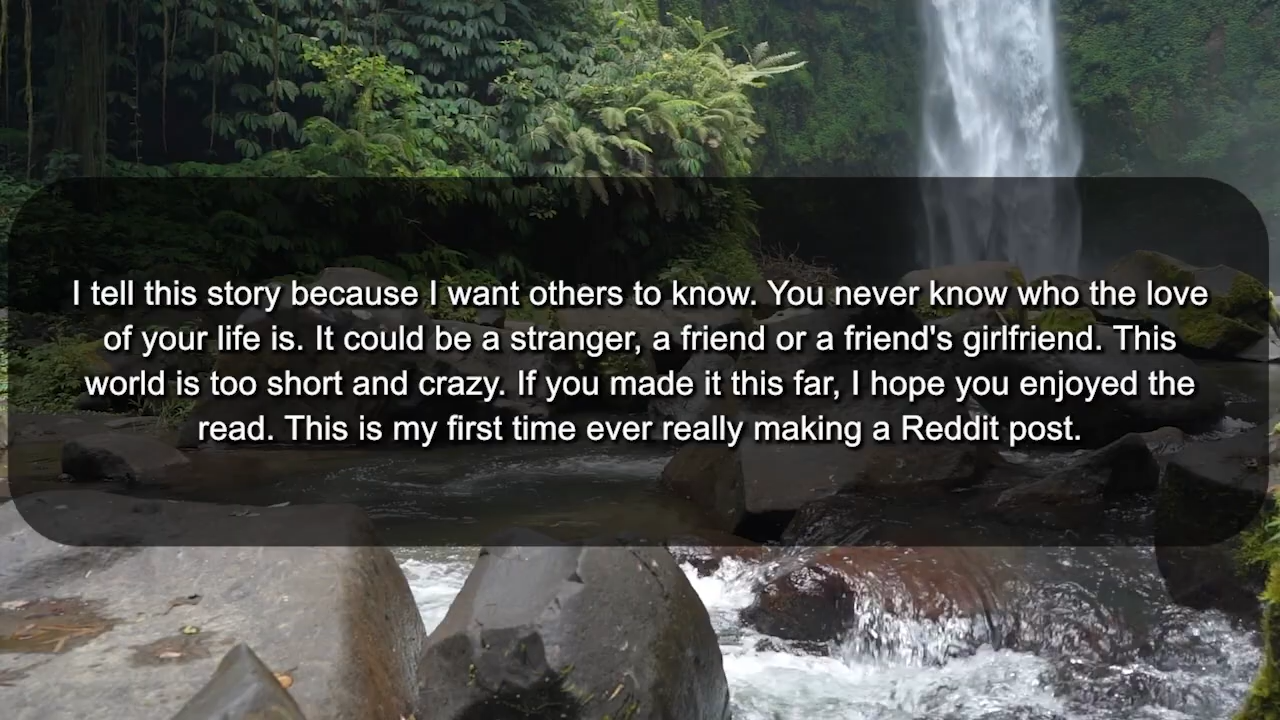 I tell this story because I want others to know. You never know who the love
of your life is. It could be a stranger, a friend or a friend's girlfriend. This
world is too short and crazy. If you made it this far, I hope you enjoyed the
read. This is my first time ever really making a Reddit post.